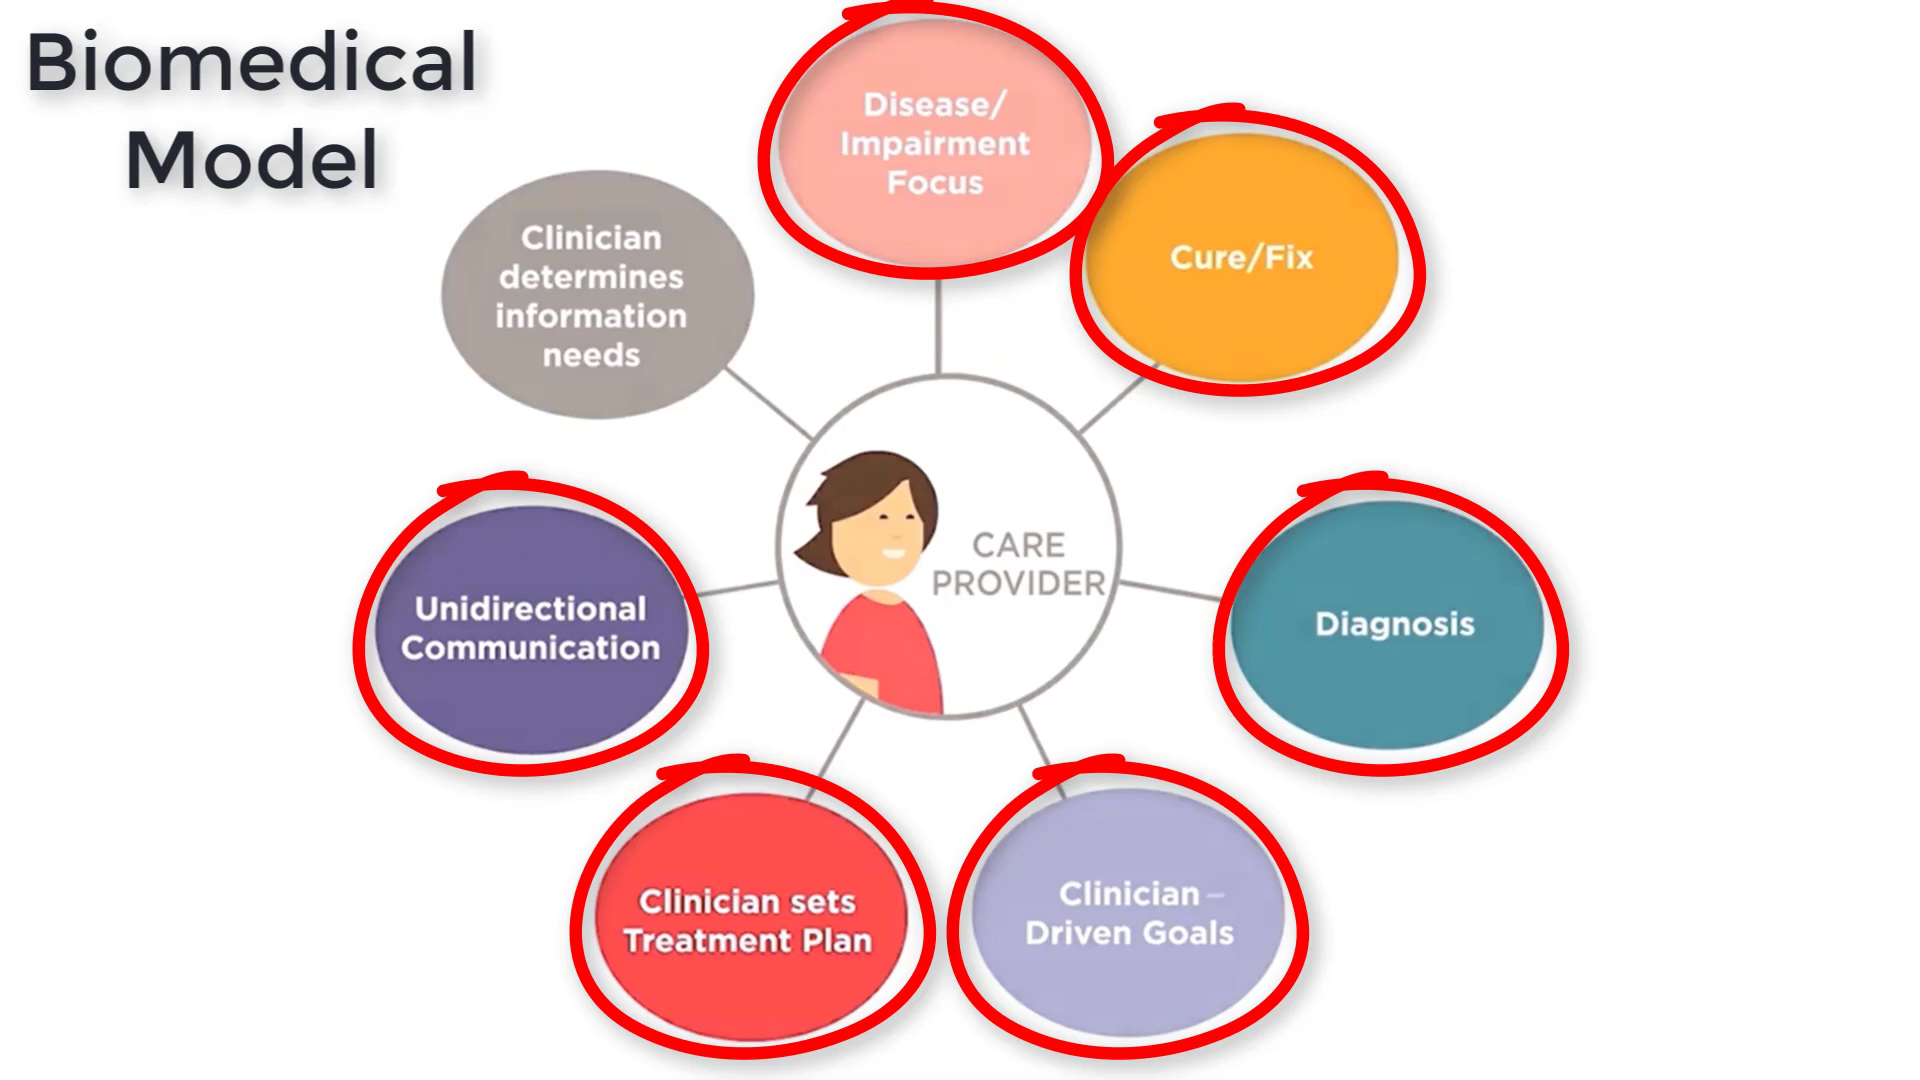 Biomedical
Model
Disease/
Impairment
Focus
Cure/Fix
Clinician
determines
information
needs
CARE
PROVIDER
Unidirectional
Communication
Diagnosis
Clinician sets
Treatment Plan
Clinician –
Driven Goals